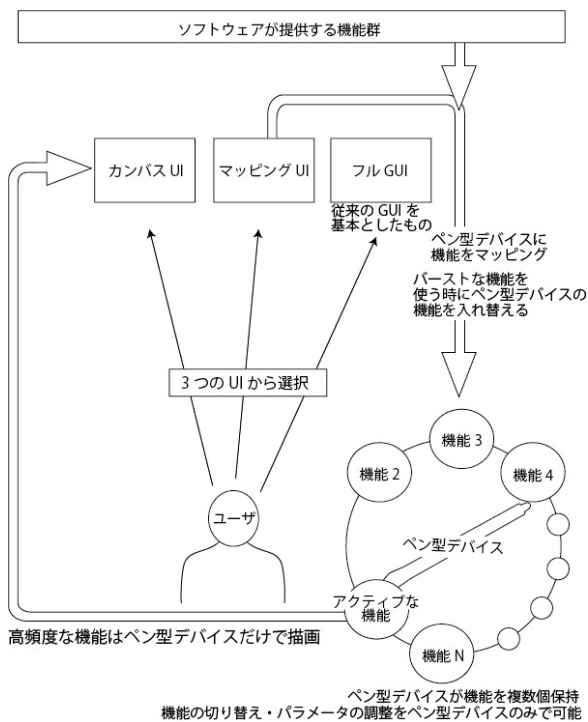 ソフトウェアが提供する機能群
カンバス UI
マッピング UI
フル GUI
従来の GUI を
基本としたもの
ペン型デバイスに
機能をマッピング
バーストな機能を
使う時にペン型デバイスの
機能を入れ替える
3 つの UI から選択
ユーザ
機能 3
機能 2
機能 4
ペン型デバイス
アクティブな
機能
機能 N
高頻度な機能はペン型デバイスだけで描画
ペン型デバイスが機能を複数個保持
機能の切り替え・パラメータの調整をペン型デバイスのみで可能